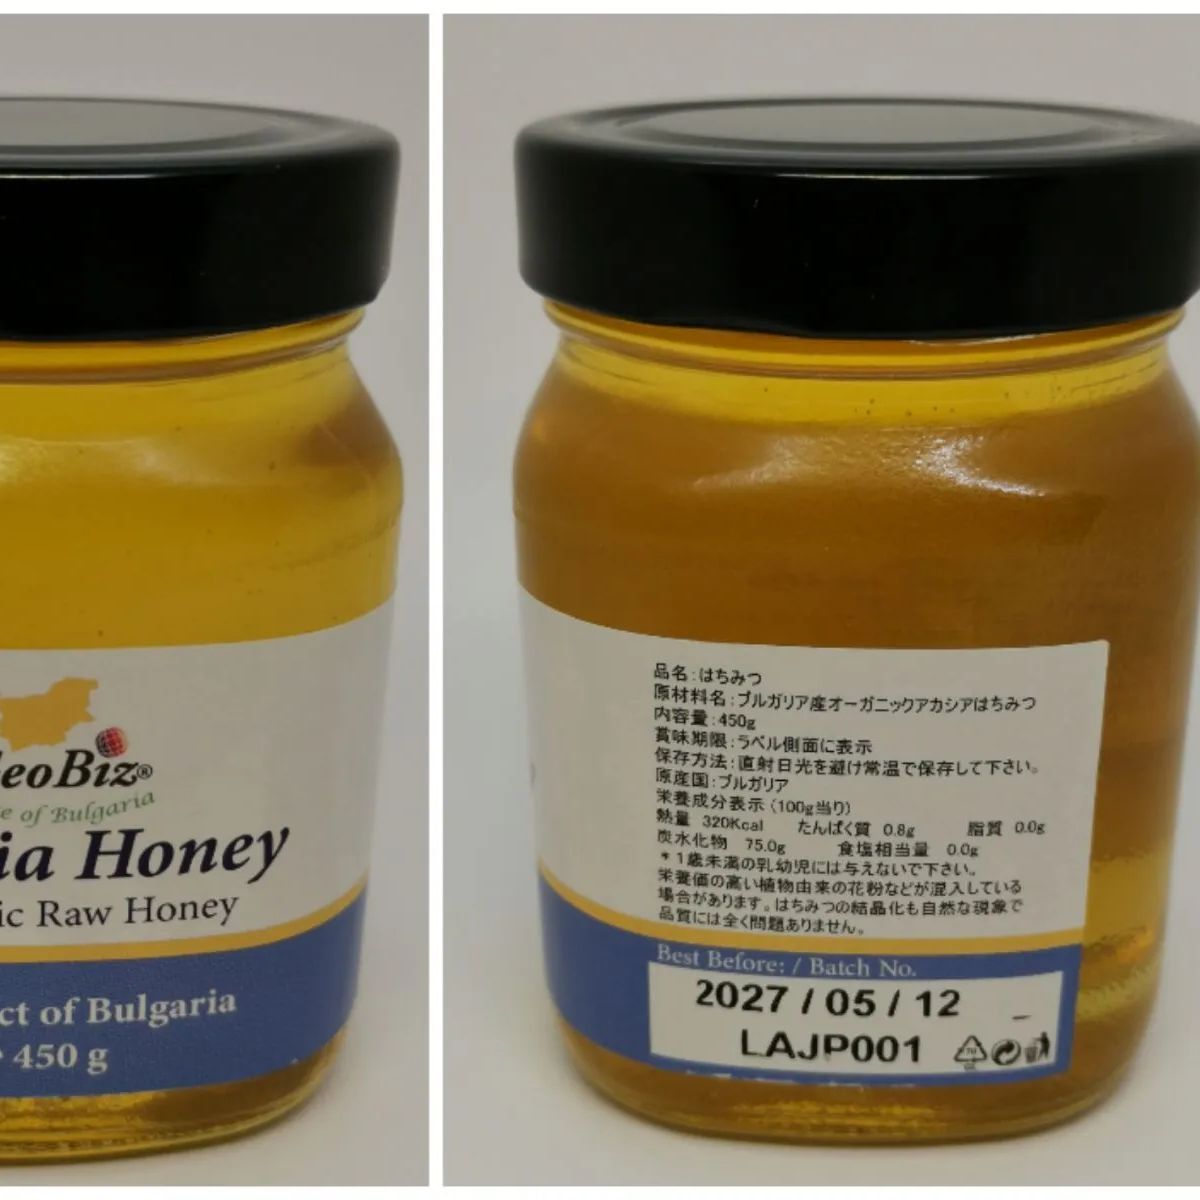 eoBiz®
e of Bulgaria
ia Honey
ic Raw Honey
ct of Bulgaria
450 g
品名：はちみつ
原材料名：ブルガリア産オーガニックアカシアはちみつ
内容量：450g
賞味期限：ラベル側面に表示
保存方法：直射日光を避け常温で保存して下さい。
原産国：ブルガリア
栄養成分表示（100g当り）
熱量 320Kcal たんぱく質 0.8g 脂質 0.0g
炭水化物 75.0g 食塩相当量 0.0g
＊1歳未満の乳幼児には与えないで下さい。
栄養価の高い植物由来の花粉などが混入している
場合があります。はちみつの結晶化も自然な現象で
品質には全く問題ありません。
Best Before: / Batch No.
2027 / 05 / 12
LAJP001